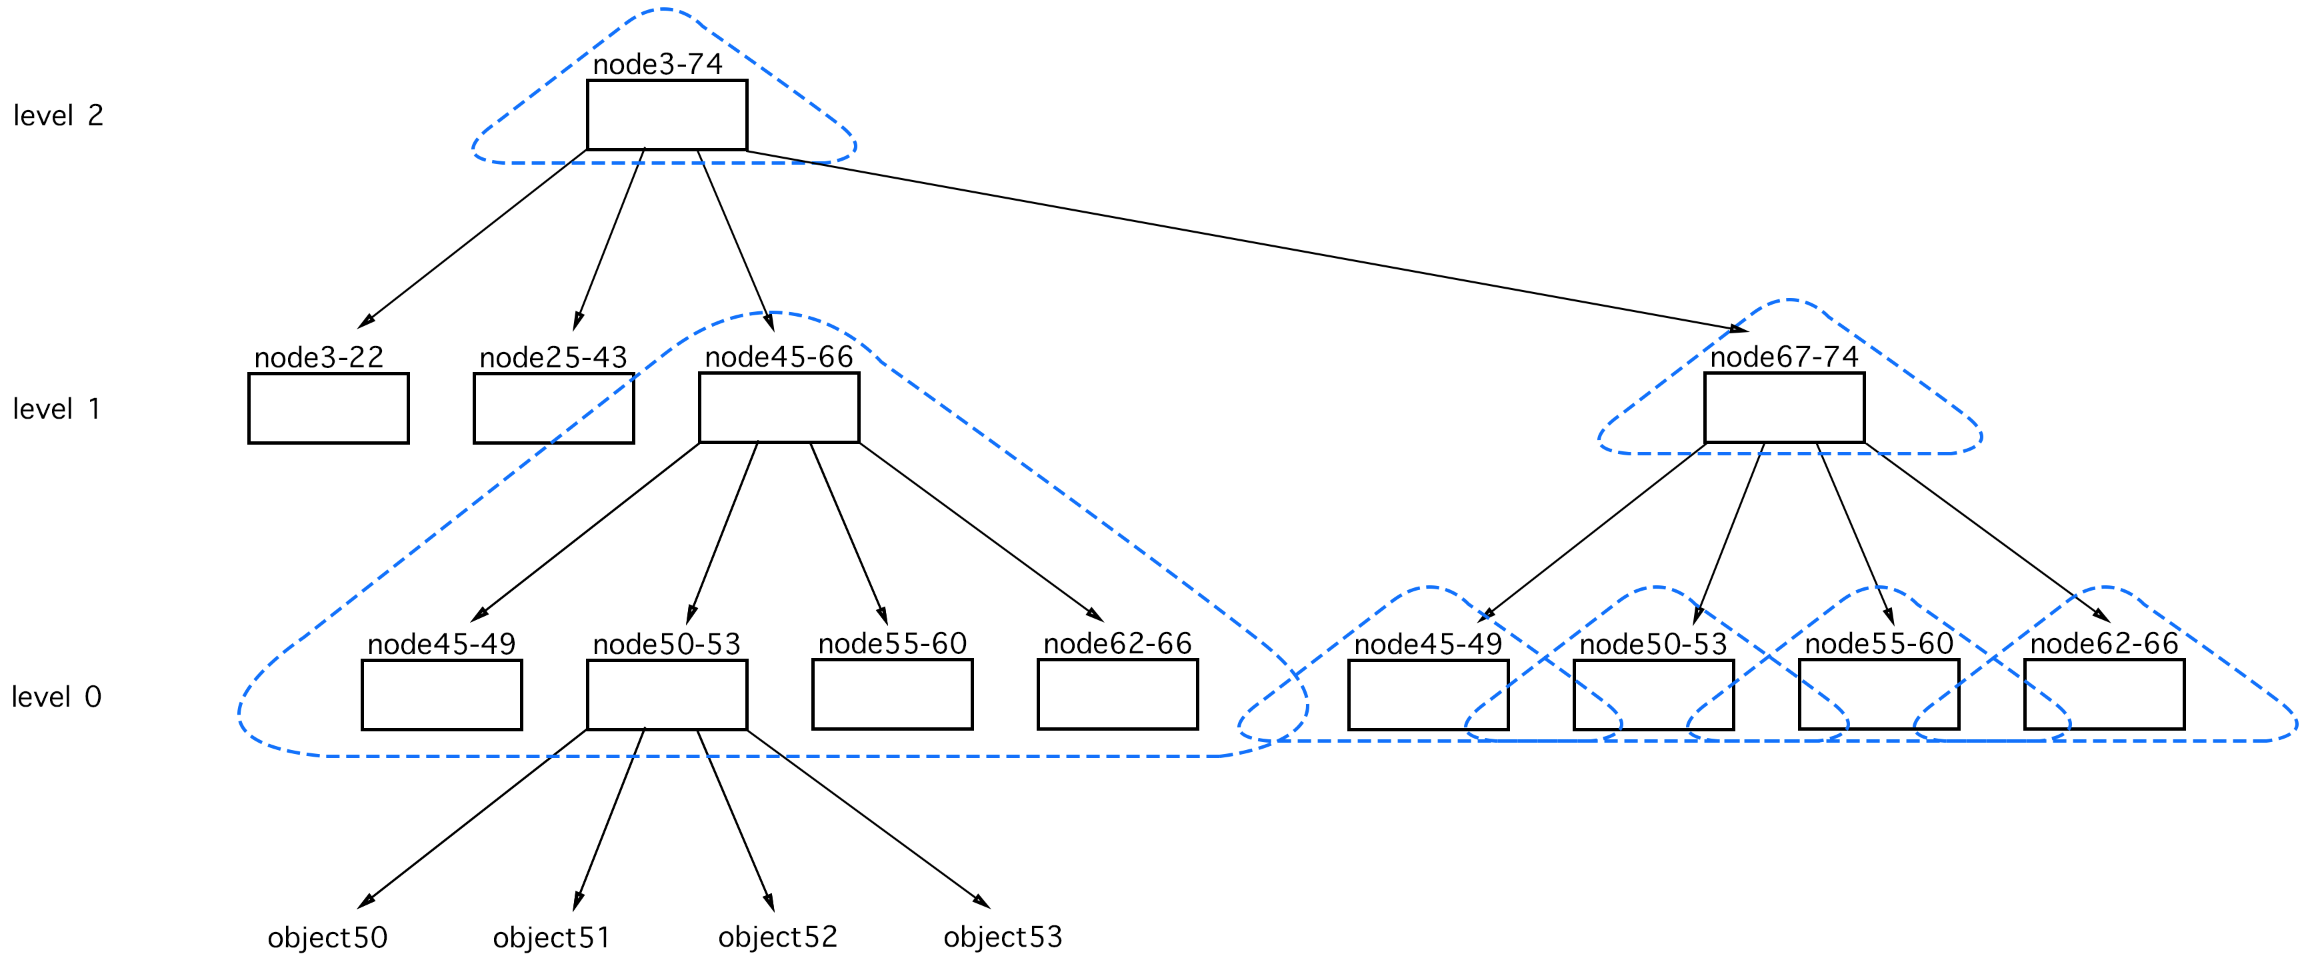 node3-74
level 2
node3-22
node25-43
node45-66
node67-74
level 1
node45-49
node50-53
node55-60
node62-66
node45-49
node50-53
node55-60
node62-66
level 0
object50
object51
object52
object53